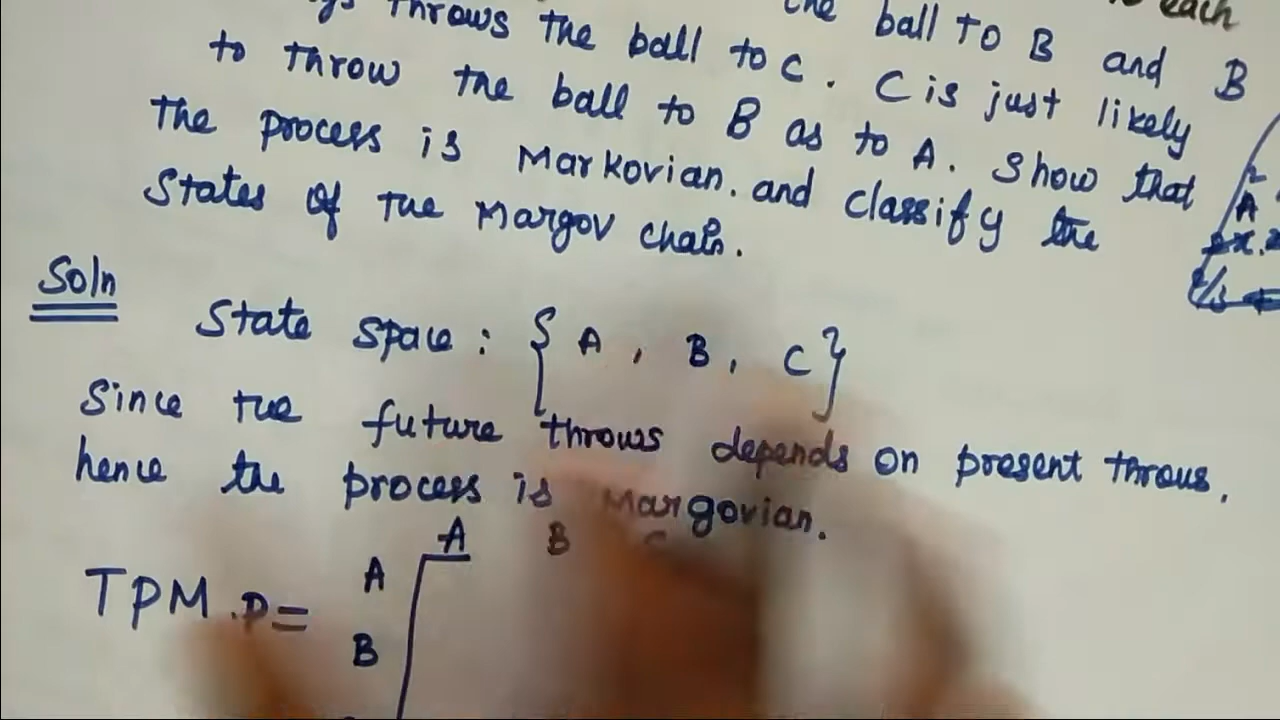 each
throws the ball to C. the ball to B and B
to throw the ball to B as to A. C is just likely
the process is Markovian. and classify the Show that
States of the Margov chain.
A
Soln
State space : { A , B , C }
Since the future throws depends on present throws.
hence the process is Margovian.
A B C
TPM P = A
B